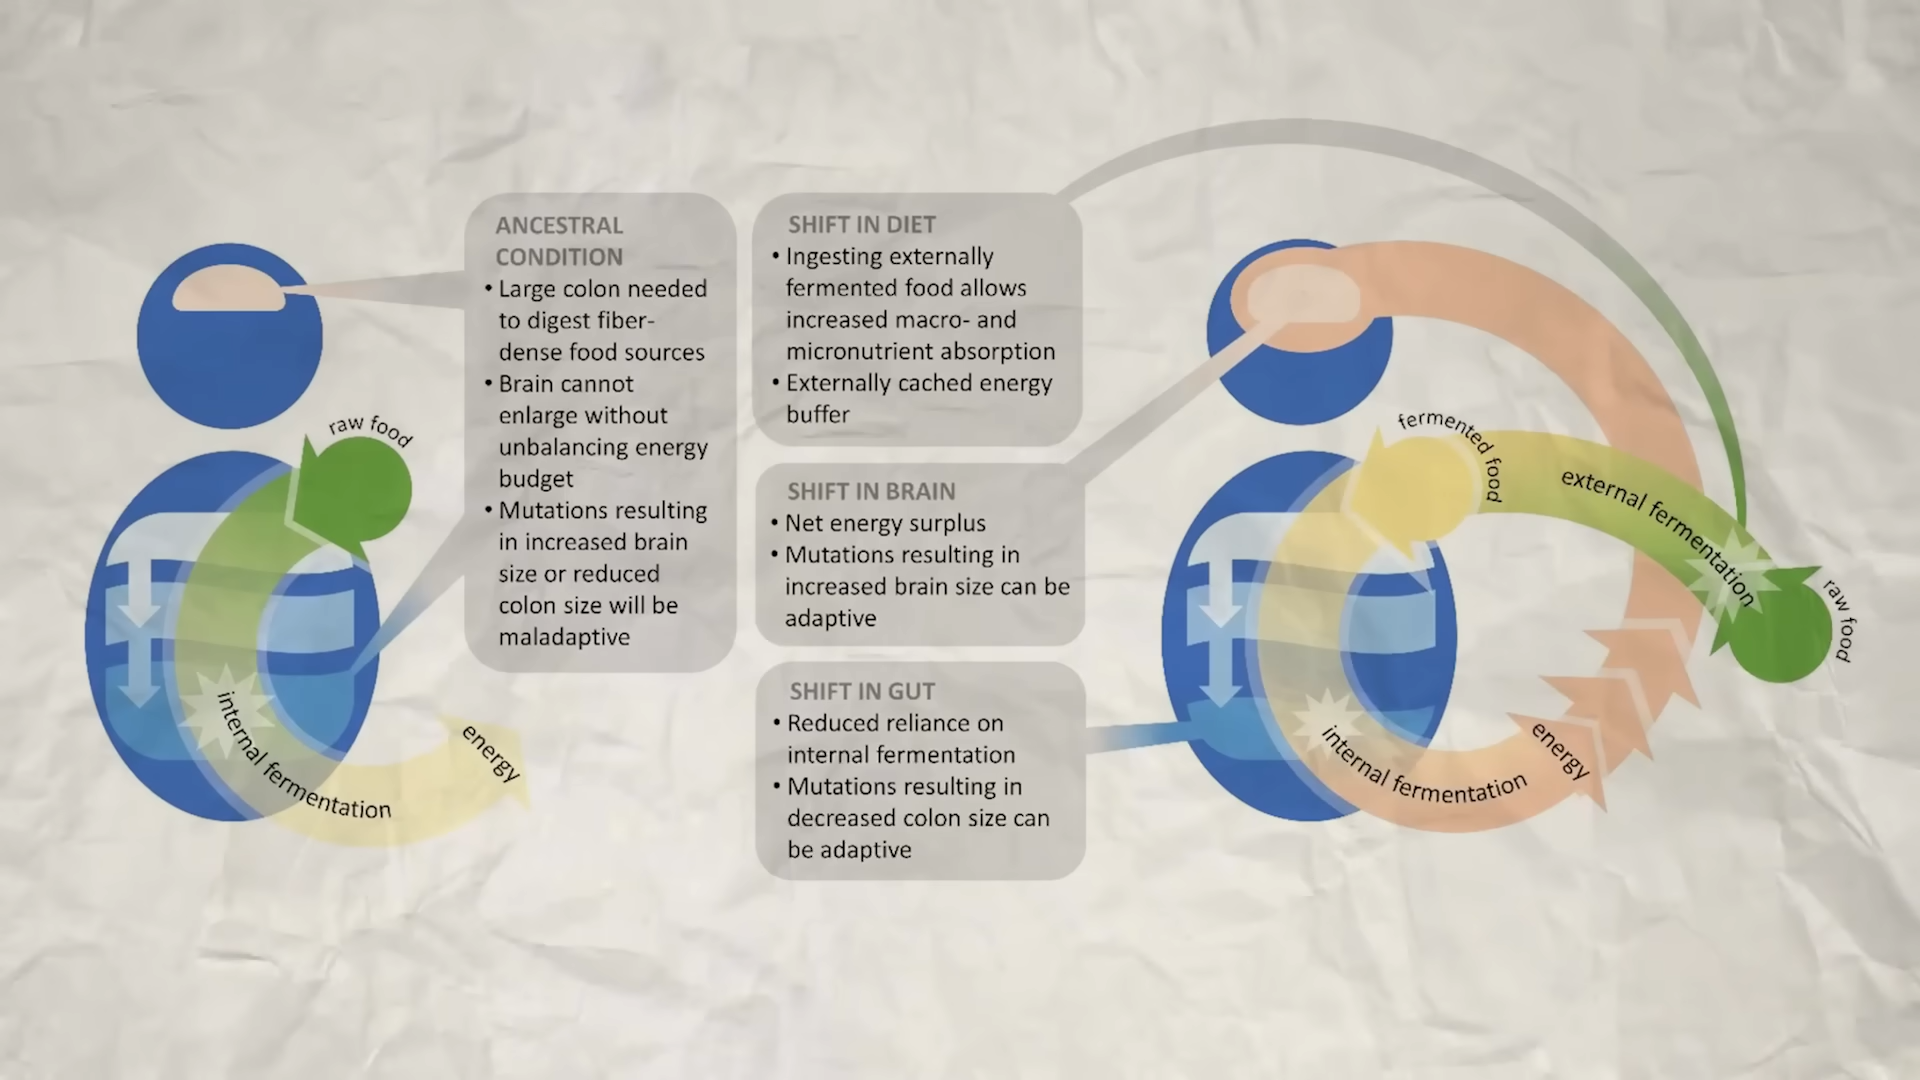 raw food
internal fermentation
energy
ANCESTRAL
CONDITION
• Large colon needed
to digest fiber-
dense food sources
• Brain cannot
enlarge without
unbalancing energy
budget
• Mutations resulting
in increased brain
size or reduced
colon size will be
maladaptive
SHIFT IN DIET
• Ingesting externally
fermented food allows
increased macro- and
micronutrient absorption
• Externally cached energy
buffer
SHIFT IN BRAIN
• Net energy surplus
• Mutations resulting in
increased brain size can be
adaptive
SHIFT IN GUT
• Reduced reliance on
internal fermentation
• Mutations resulting in
decreased colon size can
be adaptive
fermented food
external fermentation
raw food
internal fermentation
energy